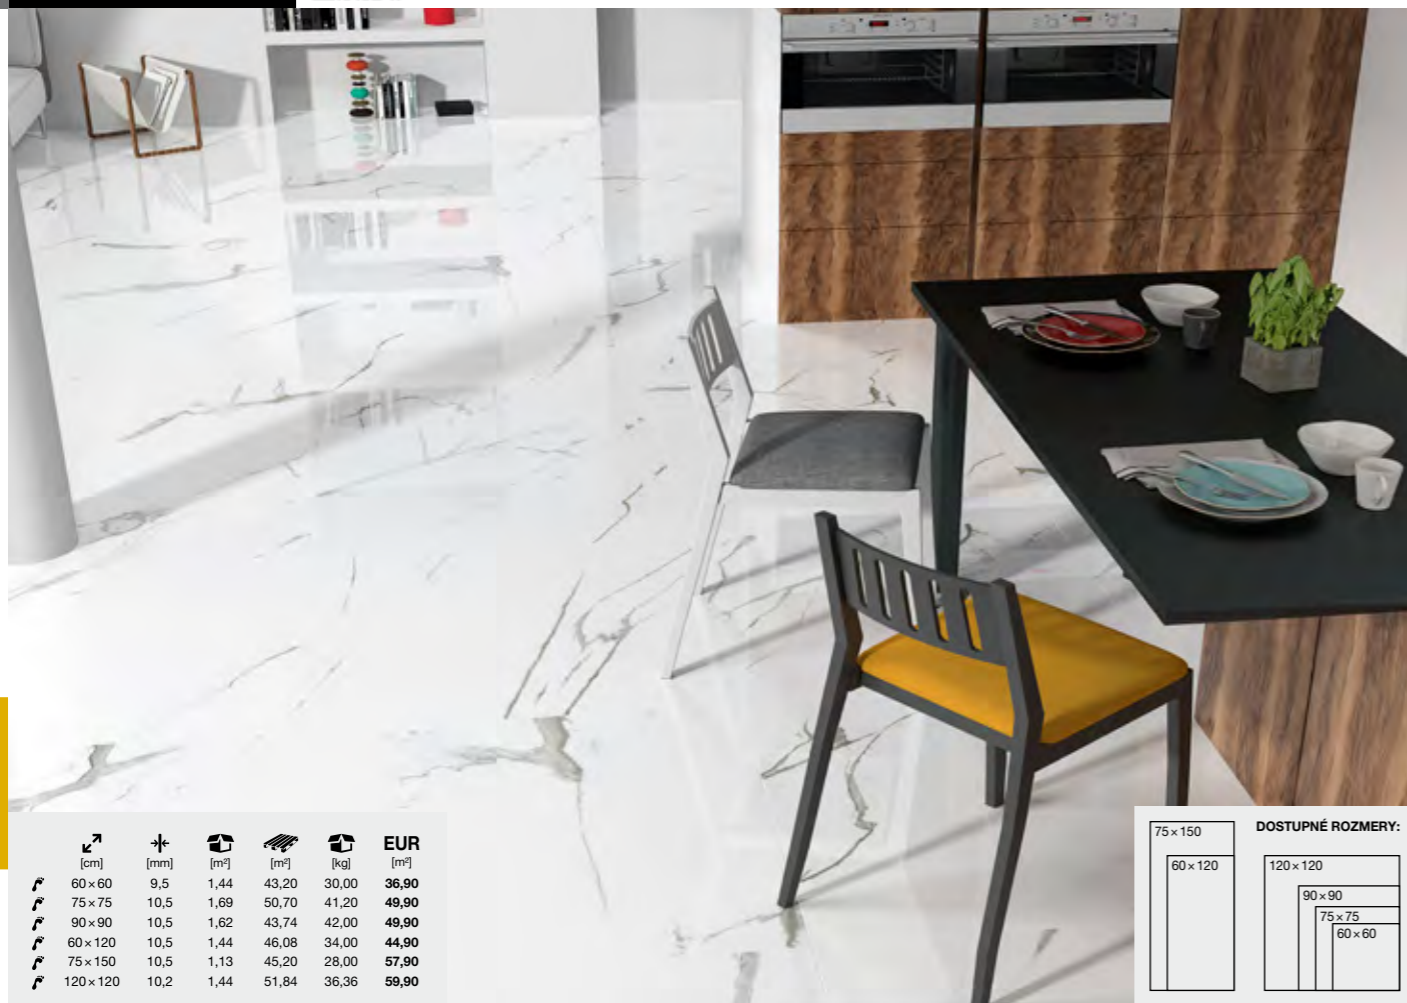 EUR
[cm] [mm] [m²] [m²] [kg] [m²]
60×60 9,5 1,44 43,20 30,00 36,90
75×75 10,5 1,69 50,70 41,20 49,90
90×90 10,5 1,62 43,74 42,00 49,90
60×120 10,5 1,44 46,08 34,00 44,90
75×150 10,5 1,13 45,20 28,00 57,90
120×120 10,2 1,44 51,84 36,36 59,90
DOSTUPNÉ ROZMERY:
75×150
60×120
120×120
90×90
75×75
60×60